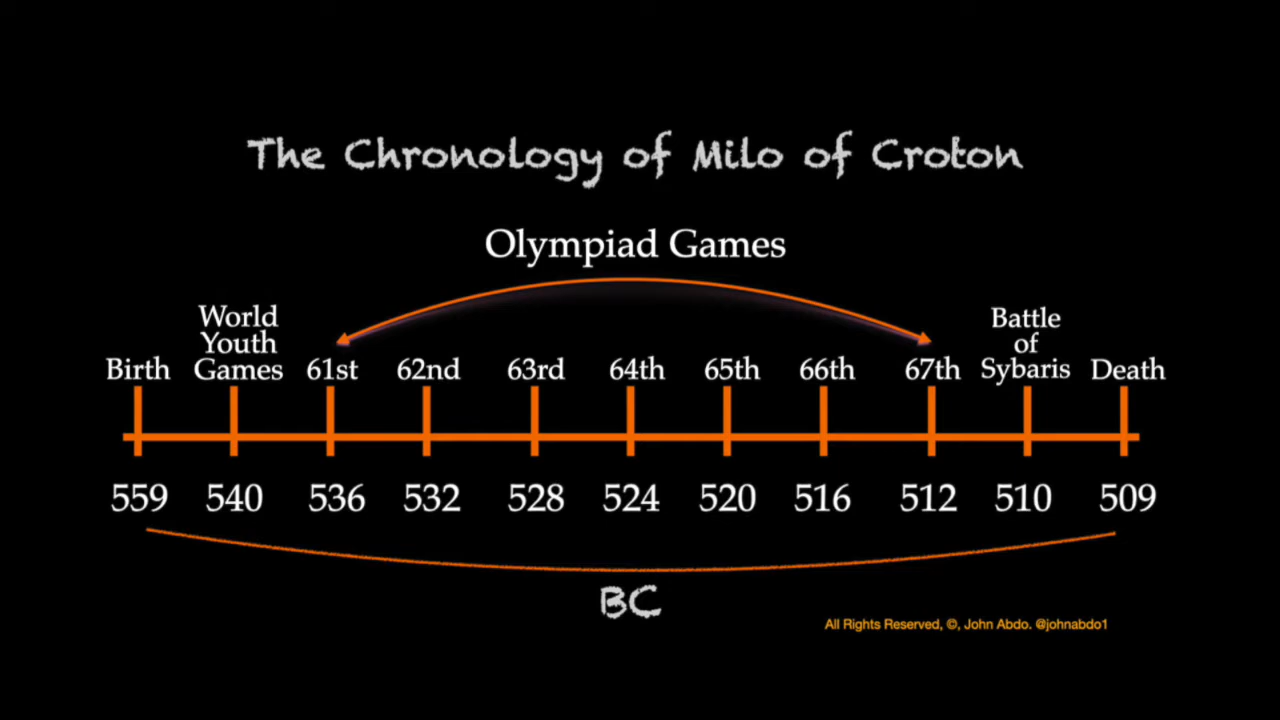 The Chronology of Milo of Croton
Olympiad Games
World
Youth
Games
Battle
of
Sybaris
Birth 61st 62nd 63rd 64th 65th 66th 67th Death
559 540 536 532 528 524 520 516 512 510 509
BC
All Rights Reserved, ©, John Abdo. @johnabdo1